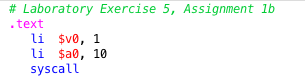 # Laboratory Exercise 5, Assignment 1b
.text
li $v0, 1
li $a0, 10
syscall